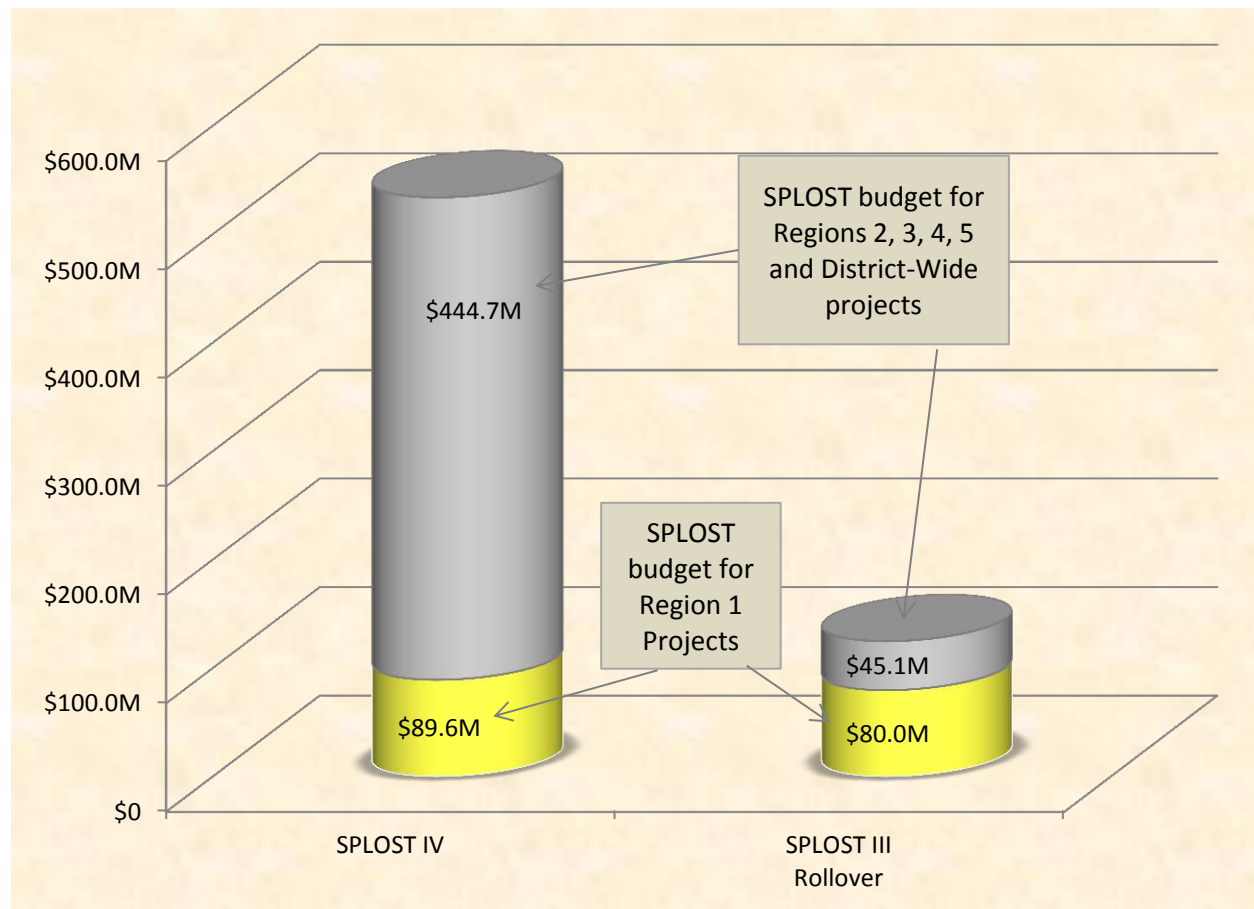 $600.0M
$500.0M
$400.0M
$300.0M
$200.0M
$100.0M
$0
$444.7M
$89.6M
SPLOST budget for
Regions 2, 3, 4, 5
and District-Wide
projects
SPLOST
budget for
Region 1
Projects
$45.1M
$80.0M
SPLOST IV
SPLOST III
Rollover